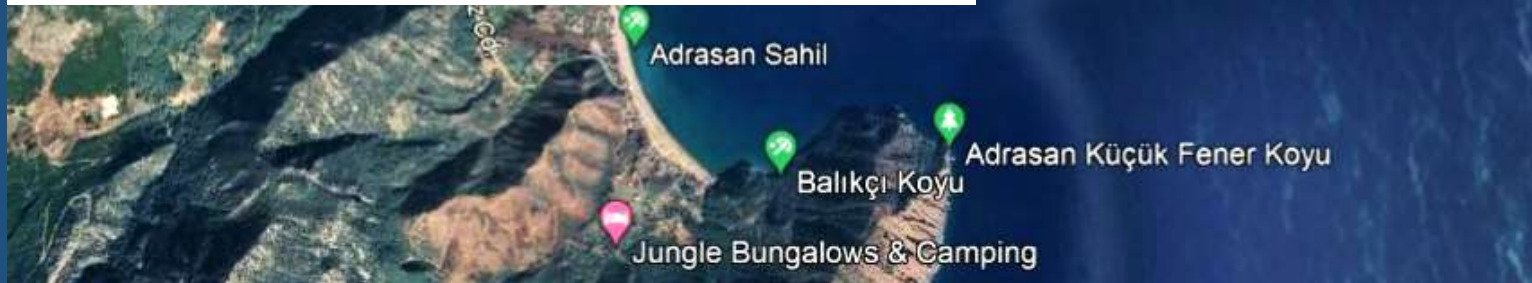 Adrasan Sahil
Adrasan Küçük Fener Koyu
Balıkçı Koyu
Jungle Bungalows & Camping